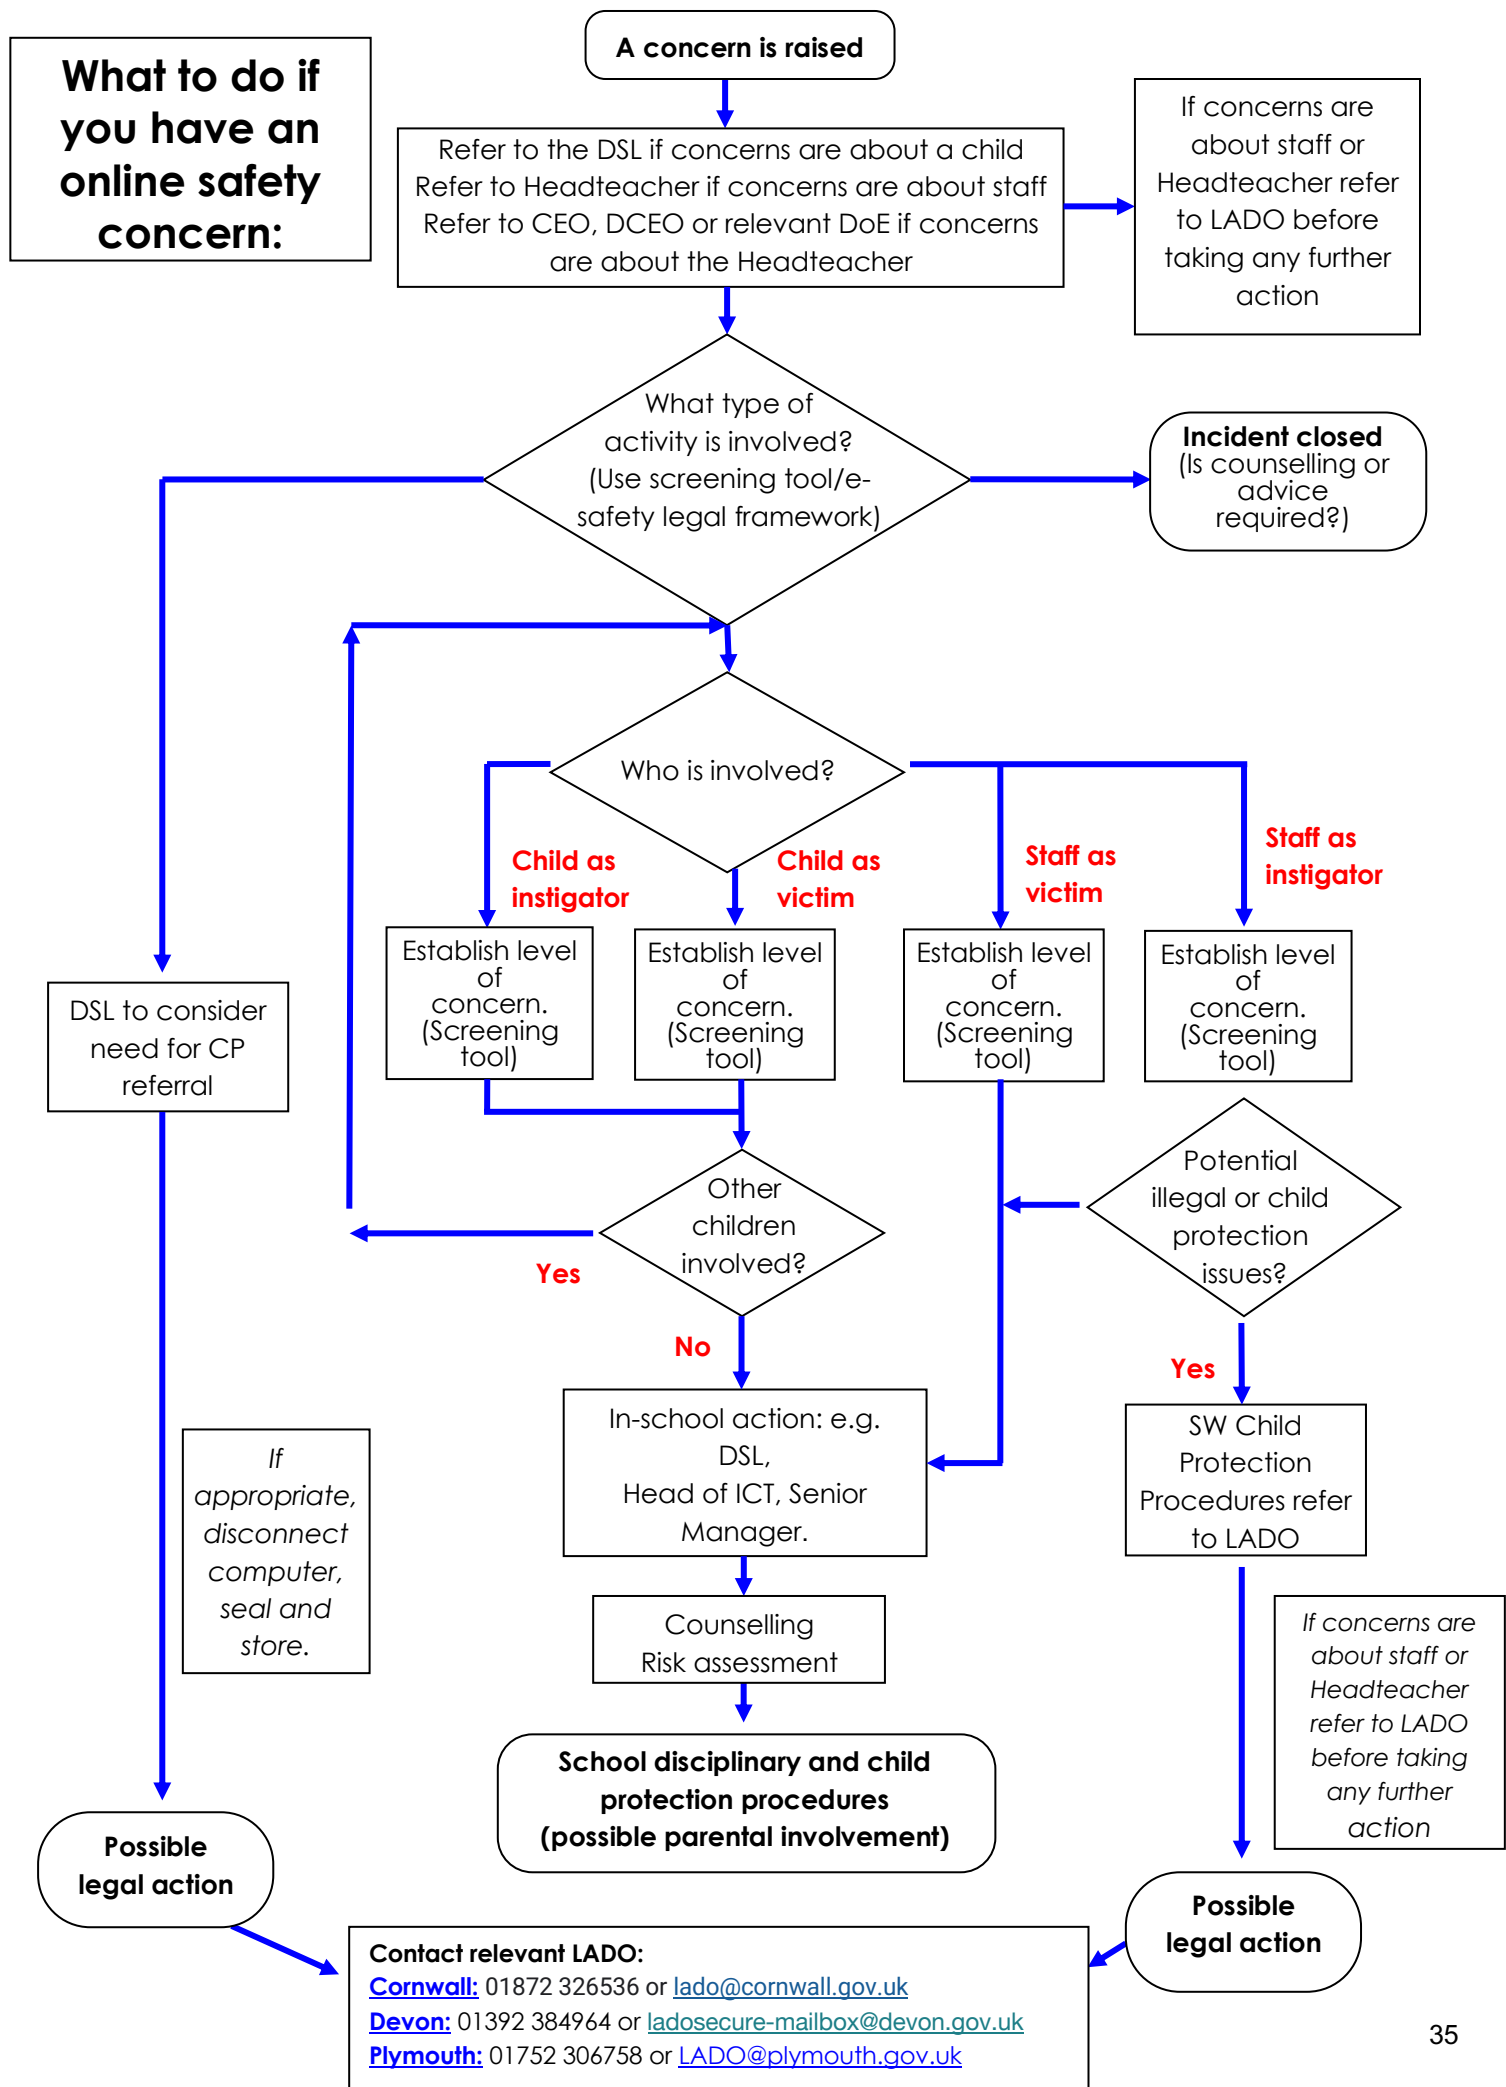 What to do if
you have an
online safety
concern:
A concern is raised
Refer to the DSL if concerns are about a child
Refer to Headteacher if concerns are about staff
Refer to CEO, DCEO or relevant DoE if concerns
are about the Headteacher
If concerns are
about staff or
Headteacher refer
to LADO before
taking any further
action
What type of
activity is involved?
(Use screening tool/e-
safety legal framework)
Incident closed
(Is counselling or
advice
required?)
Who is involved?
Child as
instigator
Child as
victim
Staff as
victim
Staff as
instigator
Establish level
of
concern.
(Screening
tool)
Establish level
of
concern.
(Screening
tool)
Establish level
of
concern.
(Screening
tool)
Establish level
of
concern.
(Screening
tool)
DSL to consider
need for CP
referral
Other
children
involved?
Yes
No
Potential
illegal or child
protection
issues?
Yes
In-school action: e.g.
DSL,
Head of ICT, Senior
Manager.
SW Child
Protection
Procedures refer
to LADO
If
appropriate,
disconnect
computer,
seal and
store.
Counselling
Risk assessment
If concerns are
about staff or
Headteacher
refer to LADO
before taking
any further
action
School disciplinary and child
protection procedures
(possible parental involvement)
Possible
legal action
Possible
legal action
Contact relevant LADO:
Cornwall: 01872 326536 or lado@cornwall.gov.uk
Devon: 01392 384964 or ladosecure-mailbox@devon.gov.uk
Plymouth: 01752 306758 or LADO@plymouth.gov.uk
35